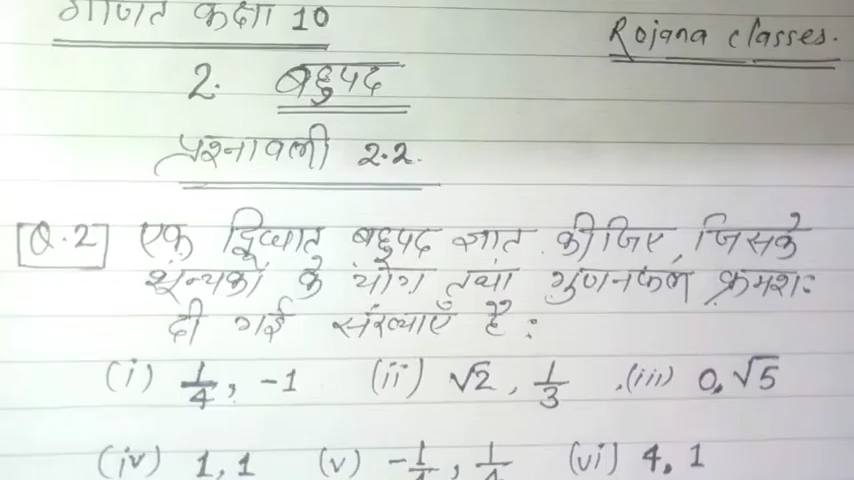 गणित कक्षा 10
Rojana classes.
2. बहुपद
प्रश्नावली 2.2.
Q.2 एक द्विघात बहुपद ज्ञात कीजिए, जिसके
शून्यकों के योग तथा गुणनफल क्रमशः
दी गई संख्याएँ हैं :
(i) 1/4, -1 (ii) √2, 1/3 (iii) 0, √5
(iv) 1, 1 (v) -1/4, 1/4 (vi) 4, 1